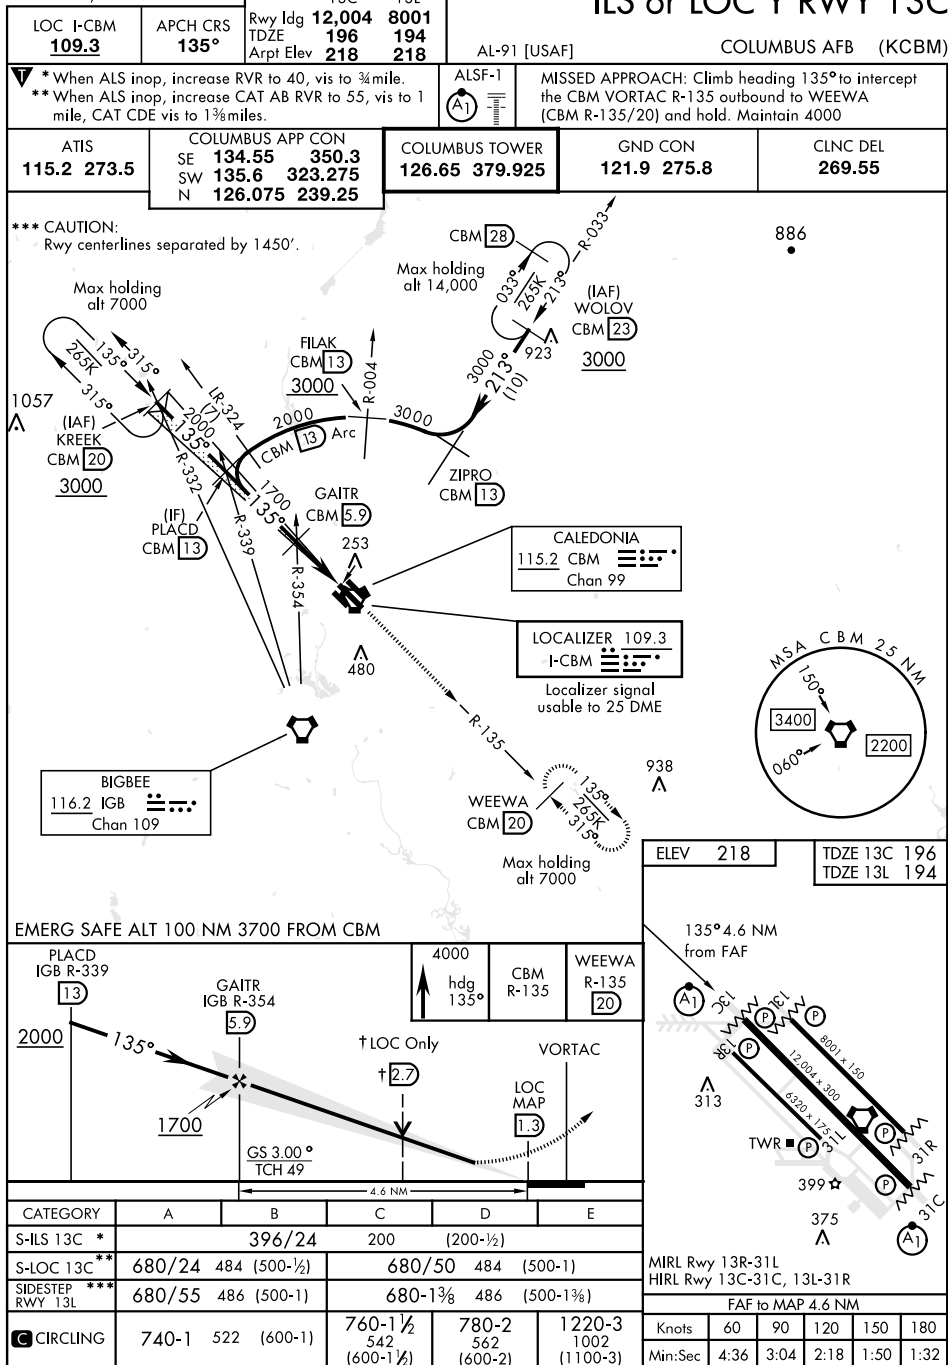 ILS or LOC Y RWY 13C
LOC I-CBM
109.3
APCH CRS
135°
Rwy ldg 12,004 8001
TDZE 196 194
Arpt Elev 218 218
AL-91 [USAF]
COLUMBUS AFB (KCBM)
T * When ALS inop, increase RVR to 40, vis to ¾ mile.
** When ALS inop, increase CAT AB RVR to 55, vis to 1
mile, CAT CDE vis to 1⅜ miles.
ALSF-1
A1
MISSED APPROACH: Climb heading 135° to intercept
the CBM VORTAC R-135 outbound to WEEWA
(CBM R-135/20) and hold. Maintain 4000
ATIS
115.2 273.5
COLUMBUS APP CON
SE 134.55 350.3
SW 135.6 323.275
N 126.075 239.25
COLUMBUS TOWER
126.65 379.925
GND CON
121.9 275.8
CLNC DEL
269.55
*** CAUTION:
Rwy centerlines separated by 1450'.
CBM 28
R-033
886
Max holding
alt 14,000
033°
265K
213°
(IAF)
WOLOV
CBM 23
3000
923
Max holding
alt 7000
135°
265K
315°
315°
FILAK
CBM 13
3000
R-004
3000
213°
(10)
1057
(IAF)
KREEK
CBM 20
3000
LR-324
(7)
2000
135°
2000
CBM 13 Arc
3000
ZIPRO
CBM 13
R-332
(IF)
PLACD
CBM 13
R-339
1700
135°
GAITR
CBM 5.9
253
R-354
CALEDONIA
115.2 CBM
Chan 99
LOCALIZER 109.3
I-CBM
Localizer signal
usable to 25 DME
480
R-135
MSA CBM 25 NM
150°
3400
060°
2200
BIGBEE
116.2 IGB
Chan 109
WEEWA
CBM 20
135°
265K
315°
938
Max holding
alt 7000
EMERG SAFE ALT 100 NM 3700 FROM CBM
PLACD
IGB R-339
13
2000
135°
GAITR
IGB R-354
5.9
1700
GS 3.00°
TCH 49
4000
hdg
135°
CBM
R-135
WEEWA
R-135
20
† LOC Only
† 2.7
LOC
MAP
1.3
VORTAC
4.6 NM
ELEV 218
TDZE 13C 196
TDZE 13L 194
135° 4.6 NM
from FAF
A1
13C
13L
P
P
13R
P
8001 x 150
12,004 x 300
6320 x 175
313
TWR
P
31L
P
31R
P
399
31C
375
A1
MIRL Rwy 13R-31L
HIRL Rwy 13C-31C, 13L-31R
CATEGORY A B C D E
S-ILS 13C * 396/24 200 (200-½)
S-LOC 13C ** 680/24 484 (500-½) 680/50 484 (500-1)
SIDESTEP ***
RWY 13L 680/55 486 (500-1) 680-1⅜ 486 (500-1⅜)
C CIRCLING 740-1 522 (600-1)
760-1½
542
(600-1½)
780-2
562
(600-2)
1220-3
1002
(1100-3)
FAF to MAP 4.6 NM
Knots 60 90 120 150 180
Min:Sec 4:36 3:04 2:18 1:50 1:32